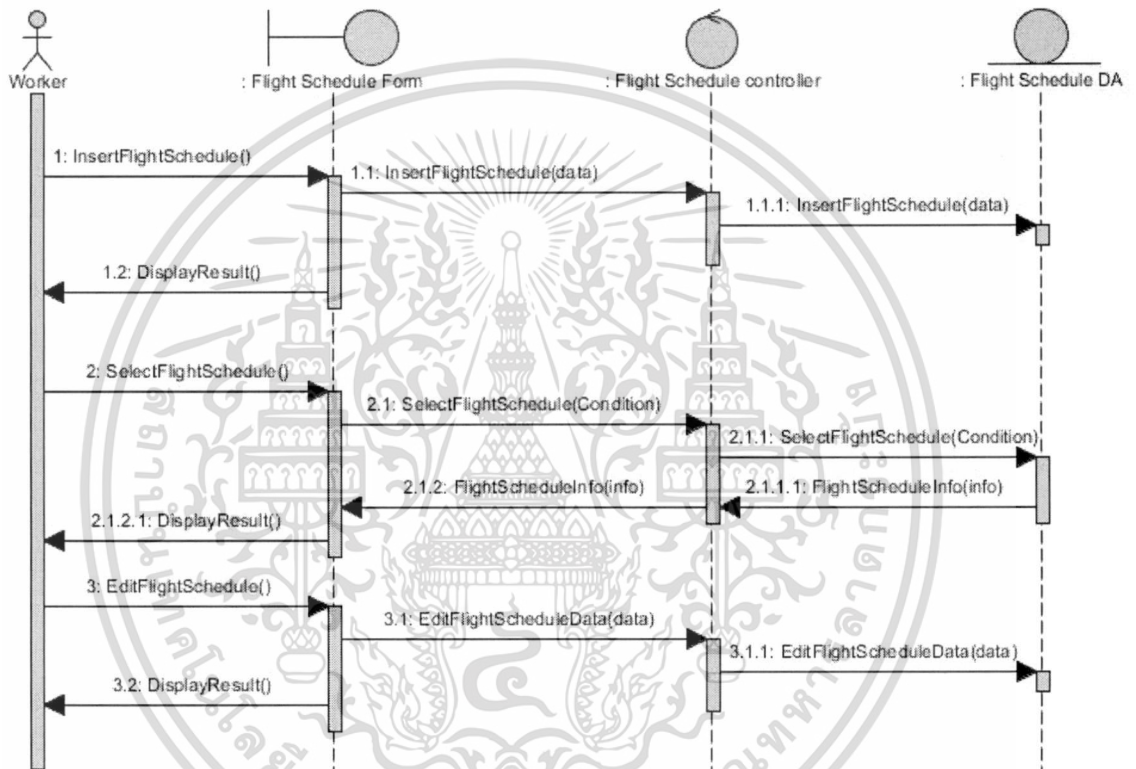 Worker
: Flight Schedule Form
: Flight Schedule controller
: Flight Schedule DA
1: InsertFlightSchedule()
1.1: InsertFlightSchedule(data)
1.1.1: InsertFlightSchedule(data)
1.2: DisplayResult()
2: SelectFlightSchedule()
2.1: SelectFlightSchedule(Condition)
2.1.1: SelectFlightSchedule(Condition)
2.1.1.1: FlightScheduleInfo(info)
2.1.2: FlightScheduleInfo(info)
2.1.2.1: DisplayResult()
3: EditFlightSchedule()
3.1: EditFlightScheduleData(data)
3.1.1: EditFlightScheduleData(data)
3.2: DisplayResult()